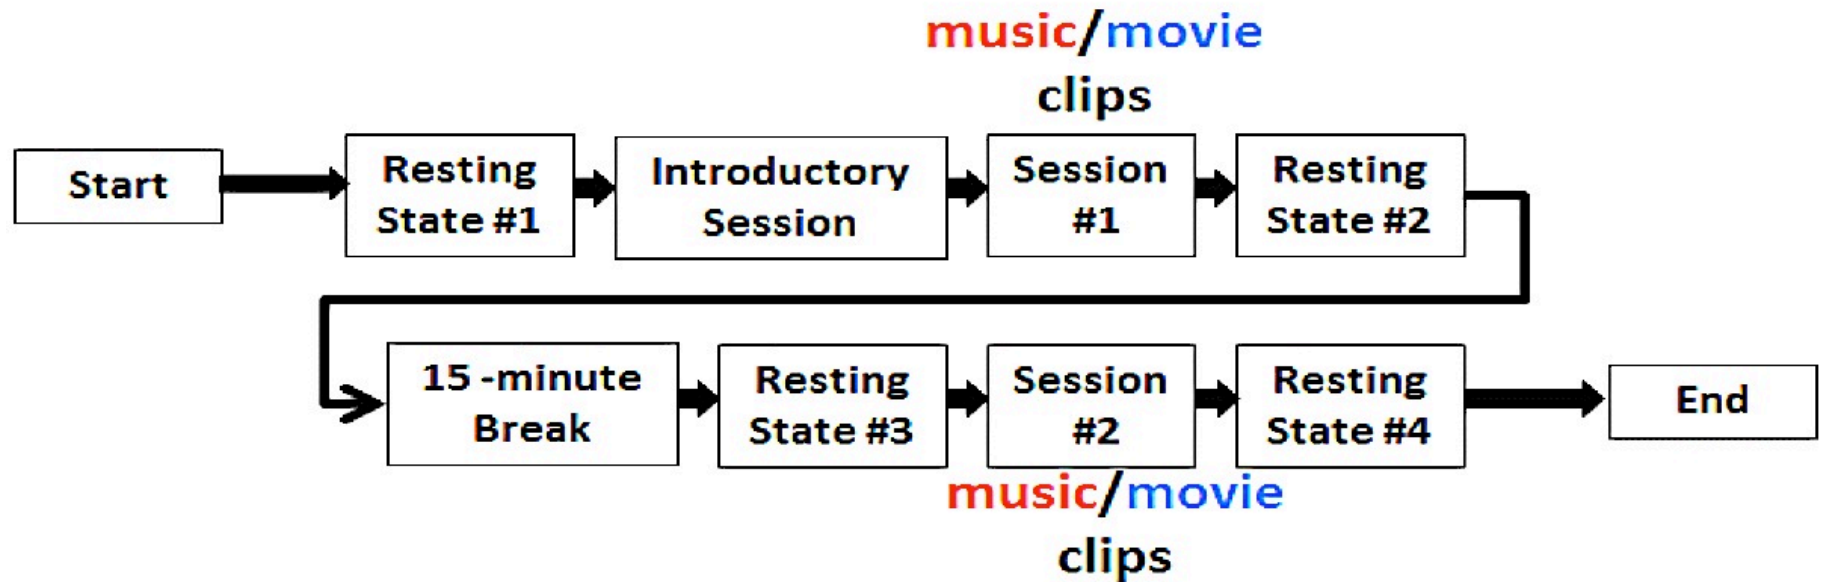 music/movie
clips
Start
Resting
State #1
Introductory
Session
Session
#1
Resting
State #2
15 -minute
Break
Resting
State #3
Session
#2
Resting
State #4
End
music/movie
clips